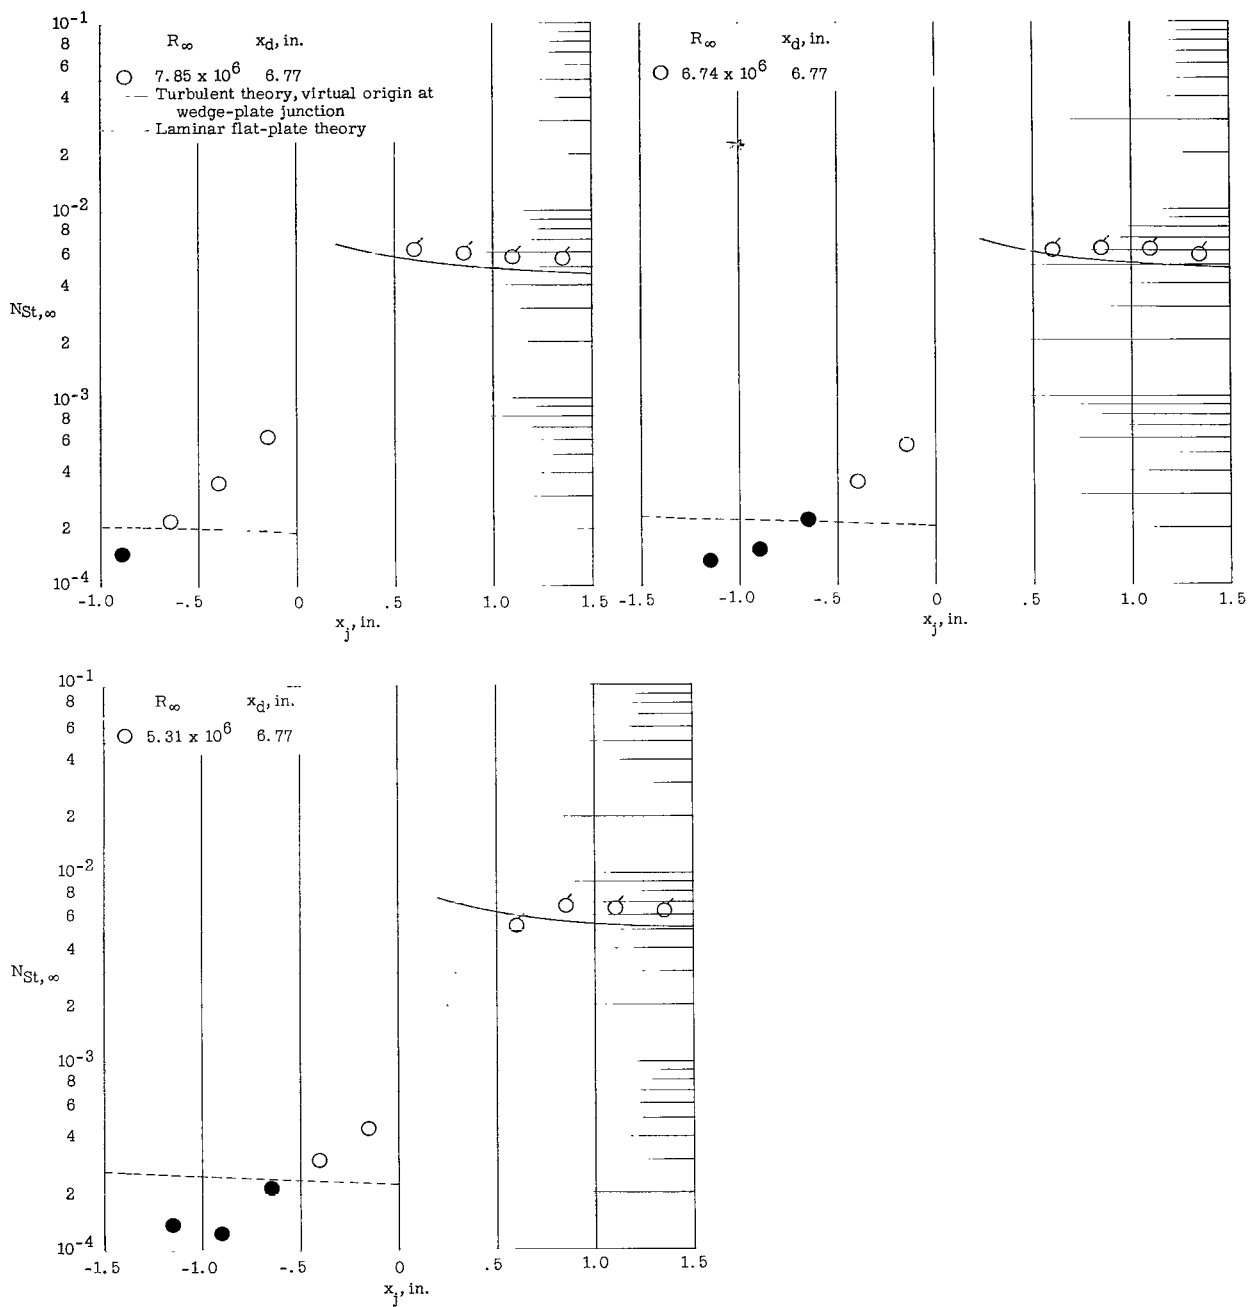 R∞ x_d, in.
7.85 x 10^6 6.77
Turbulent theory, virtual origin at
wedge-plate junction
Laminar flat-plate theory
10^-1
8
6
4
2
10^-2
8
6
4
2
10^-3
8
6
4
2
10^-4
N_St,∞
-1.0 -.5 0 .5 1.0 1.5
x_j, in.
R∞ x_d, in.
6.74 x 10^6 6.77
-1.5 -1.0 -.5 0 .5 1.0 1.5
x_j, in.
R∞ x_d, in.
5.31 x 10^6 6.77
10^-1
8
6
4
2
10^-2
8
6
4
2
10^-3
8
6
4
2
10^-4
N_St,∞
-1.5 -1.0 -.5 0 .5 1.0 1.5
x_j, in.